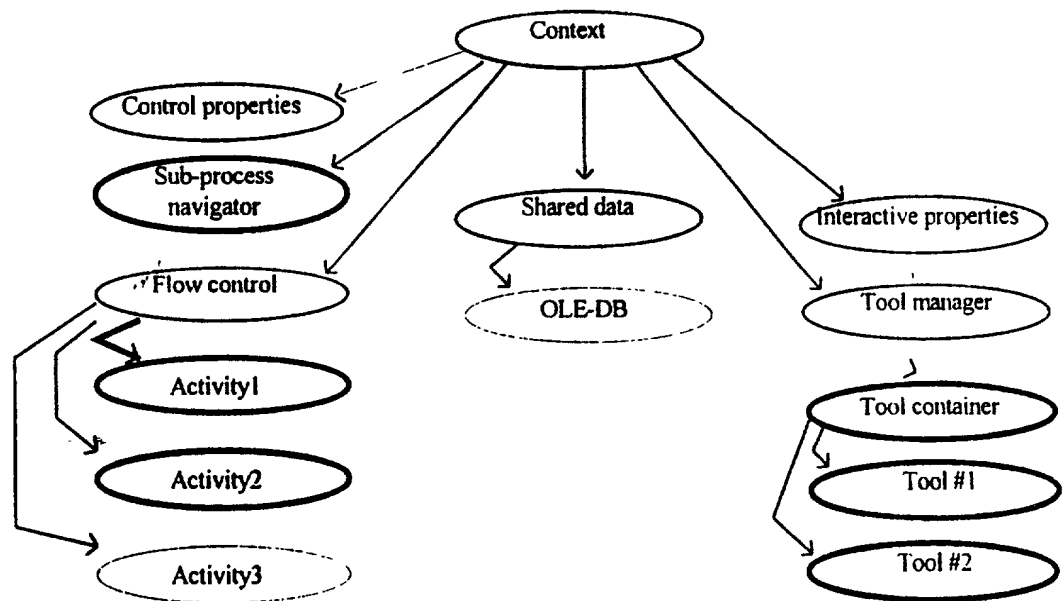 Context
Control properties
Sub-process
navigator
Shared data
Interactive properties
Flow control
OLE-DB
Tool manager
Activity1
Tool container
Activity2
Tool #1
Activity3
Tool #2